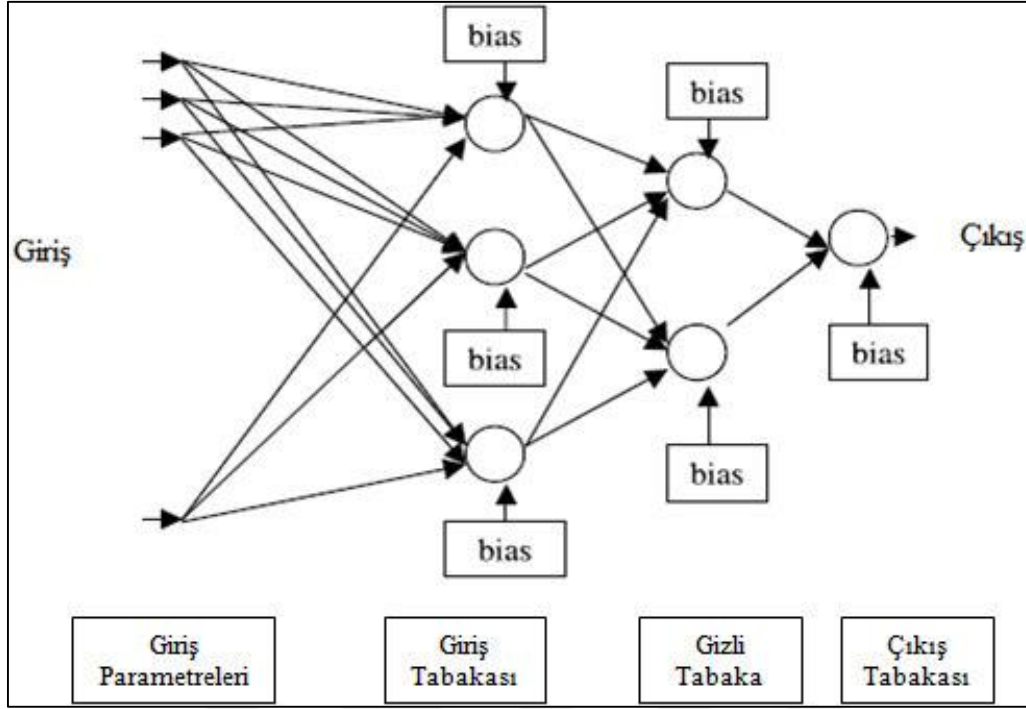 bias
bias
Giriş
Çıkış
bias
bias
bias
bias
Giriş
Parametreleri
Giriş
Tabakası
Gizli
Tabaka
Çıkış
Tabakası